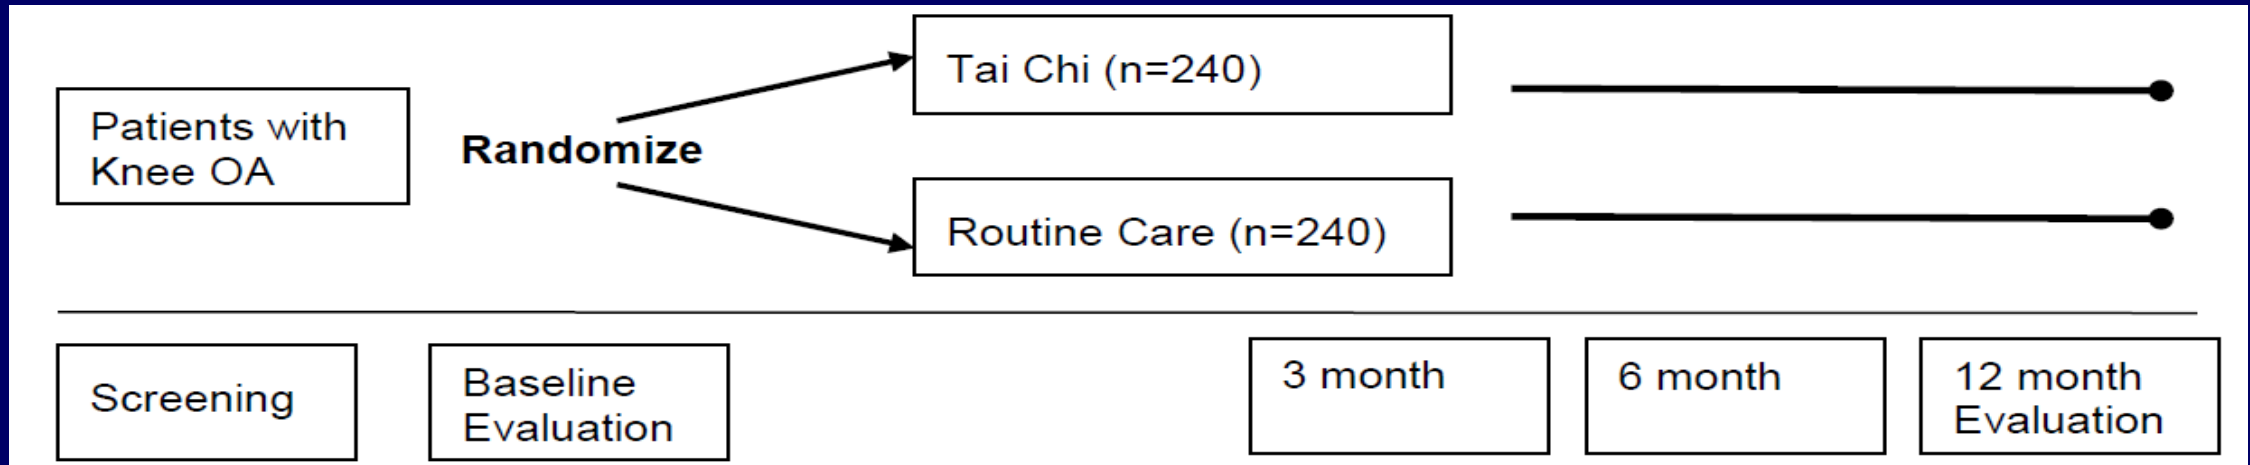 Tai Chi (n=240)
Patients with
Knee OA
Randomize
Routine Care (n=240)
Screening
Baseline
Evaluation
3 month
6 month
12 month
Evaluation